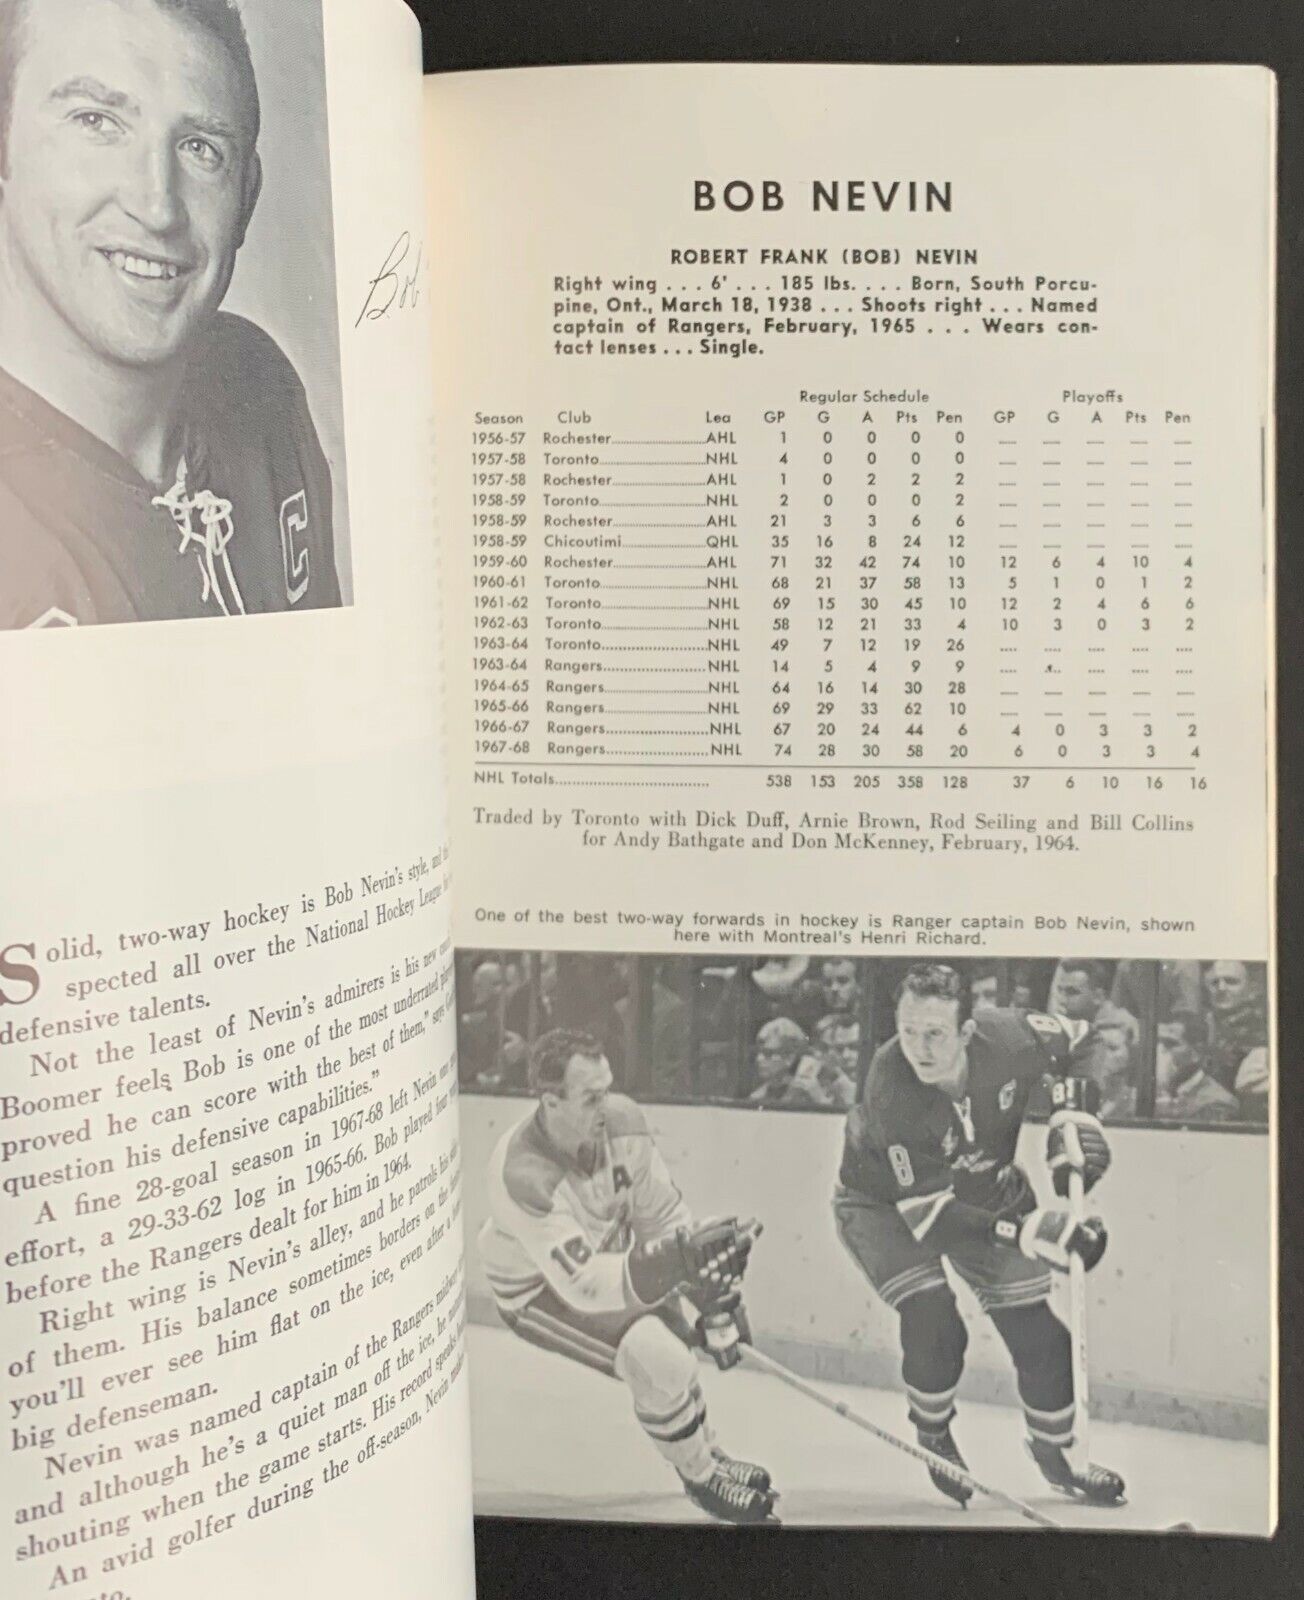 Bob
C
Solid, two-way hockey is Bob Nevin's style, and
spected all over the National Hockey League
defensive talents.
Not the least of Nevin's admirers is his new
Boomer feels Bob is one of the most underrated
proved he can score with the best of them," says
question his defensive capabilities."
A fine 28-goal season in 1967-68 left Nevin
effort, a 29-33-62 log in 1965-66. Bob played four
before the Rangers dealt for him in 1964.
Right wing is Nevin's alley, and he patrols his
of them. His balance sometimes borders on the
you'll ever see him flat on the ice, even after a
big defenseman.
Nevin was named captain of the Rangers midway
and although he's a quiet man off the ice, he
shouting when the game starts. His record speaks
An avid golfer during the off-season, Nevin
BOB NEVIN
ROBERT FRANK (BOB) NEVIN
Right wing . . . 6' . . . 185 lbs. . . . Born, South Porcu-
pine, Ont., March 18, 1938 . . . Shoots right . . . Named
captain of Rangers, February, 1965 . . . Wears con-
tact lenses . . . Single.
Regular Schedule Playoffs
Season Club Lea GP G A Pts Pen GP G A Pts Pen
1956-57 Rochester AHL 1 0 0 0 0 — — — — —
1957-58 Toronto NHL 4 0 0 0 0 — — — — —
1957-58 Rochester AHL 1 0 2 2 2 — — — — —
1958-59 Toronto NHL 2 0 0 0 2 — — — — —
1958-59 Rochester AHL 21 3 3 6 6 — — — — —
1958-59 Chicoutimi QHL 35 16 8 24 12 — — — — —
1959-60 Rochester AHL 71 32 42 74 10 12 6 4 10 4
1960-61 Toronto NHL 68 21 37 58 13 5 1 0 1 2
1961-62 Toronto NHL 69 15 30 45 10 12 2 4 6 6
1962-63 Toronto NHL 58 12 21 33 4 10 3 0 3 2
1963-64 Toronto NHL 49 7 12 19 26 .... .... .... .... ....
1963-64 Rangers NHL 14 5 4 9 9 — — — — —
1964-65 Rangers NHL 64 16 14 30 28 — — — — —
1965-66 Rangers NHL 69 29 33 62 10 — — — — —
1966-67 Rangers NHL 67 20 24 44 6 4 0 3 3 2
1967-68 Rangers NHL 74 28 30 58 20 6 0 3 3 4
NHL Totals 538 153 205 358 128 37 6 10 16 16
Traded by Toronto with Dick Duff, Arnie Brown, Rod Seiling and Bill Collins
for Andy Bathgate and Don McKenney, February, 1964.
One of the best two-way forwards in hockey is Ranger captain Bob Nevin, shown
here with Montreal's Henri Richard.
A
16
8
8
8
C